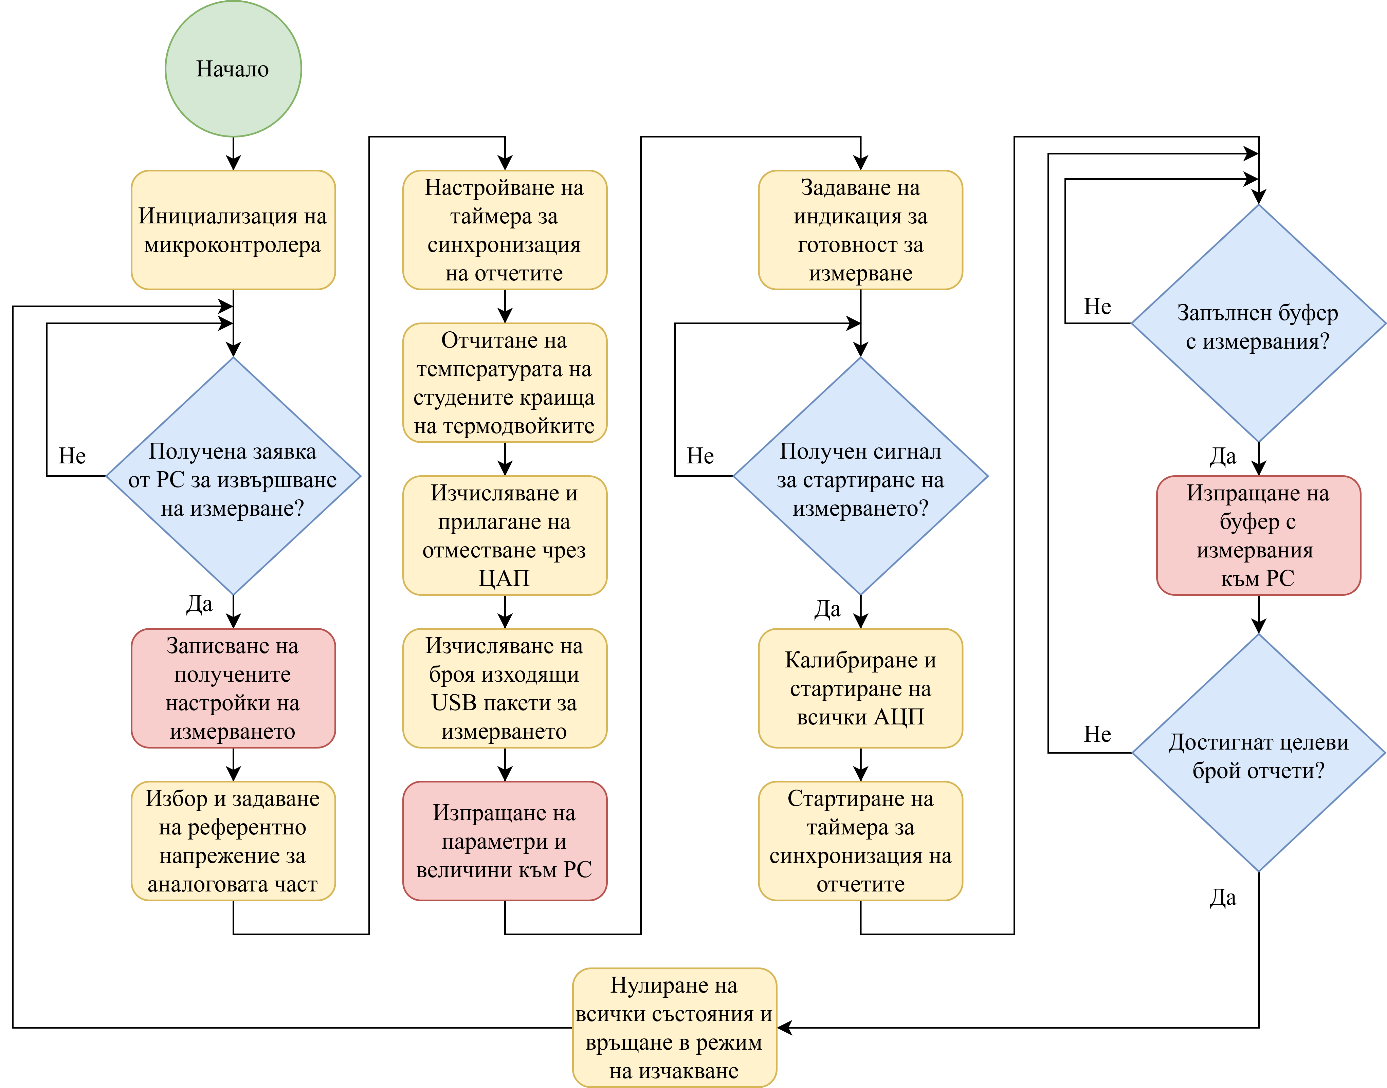 Начало
Инициализация на
микроконтролера
Получена заявка
от PC за извършване
на измерване?
Не
Да
Записване на
получените
настройки на
измерването
Избор и задаване
на референтно
напрежение за
аналоговата част
Настройване на
таймера за
синхронизация
на отчетите
Отчитане на
температурата на
студените краища
на термодвойките
Изчисляване и
прилагане на
отместване чрез
ЦАП
Изчисляване на
броя изходящи
USB пакети за
измерването
Изпращане на
параметри и
величини към PC
Задаване на
индикация за
готовност за
измерване
Получен сигнал
за стартиране на
измерването?
Не
Да
Калибриране и
стартиране на
всички АЦП
Стартиране на
таймера за
синхронизация на
отчетите
Запълнен буфер
с измервания?
Не
Да
Изпращане на
буфер с
измервания
към PC
Достигнат целеви
брой отчети?
Не
Да
Нулиране на
всички състояния и
връщане в режим
на изчакване